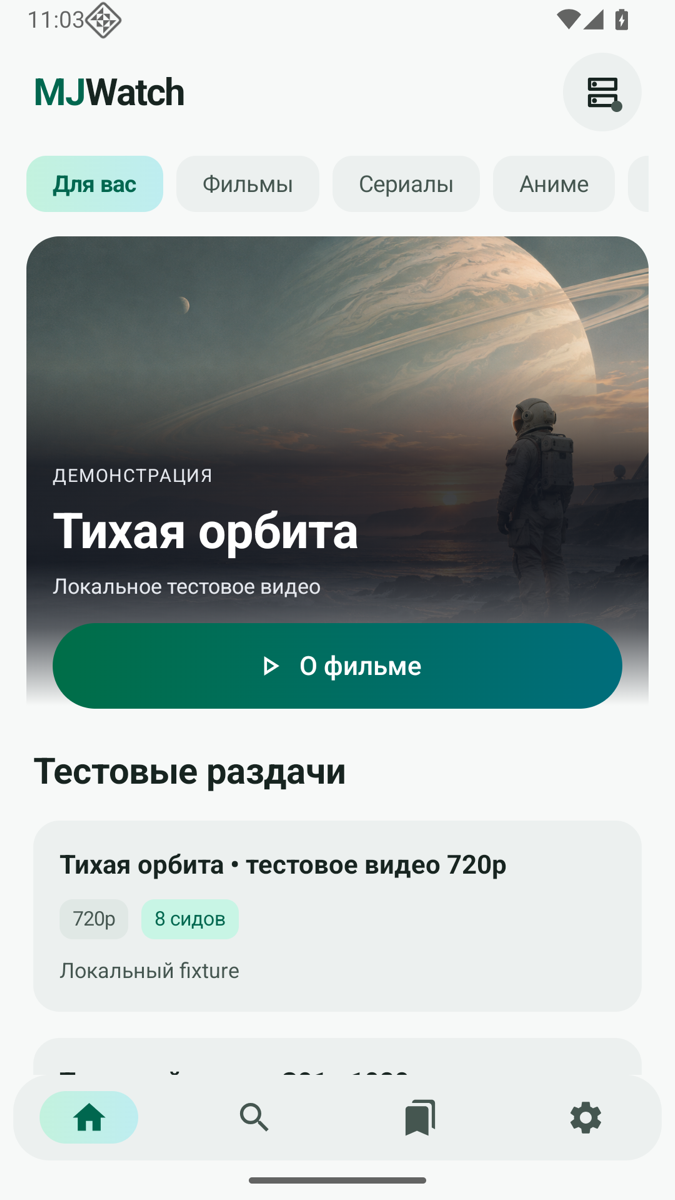 11:03
MJWatch
Для вас
Фильмы
Сериалы
Аниме
ДЕМОНСТРАЦИЯ
Тихая орбита
Локальное тестовое видео
О фильме
Тестовые раздачи
Тихая орбита • тестовое видео 720p
720p
8 сидов
Локальный fixture